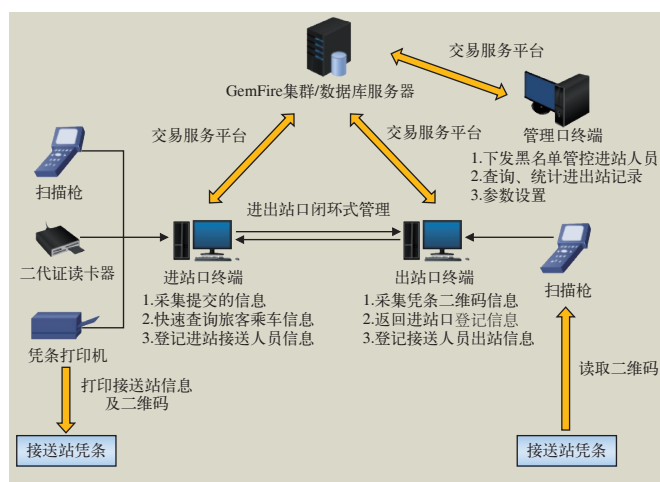 交易服务平台
GemFire集群/数据库服务器
交易服务平台
交易服务平台
管理口终端
1.下发黑名单管控进站人员
2.查询、统计进出站记录
3.参数设置
扫描枪
进出站口闭环式管理
二代证读卡器
进站口终端
1.采集提交的信息
2.快速查询旅客乘车信息
3.登记进站接送人员信息
出站口终端
1.采集凭条二维码信息
2.返回进站口登记信息
3.登记接送人员出站信息
扫描枪
凭条打印机
打印接送站信息
及二维码
读取二维码
接送站凭条
接送站凭条